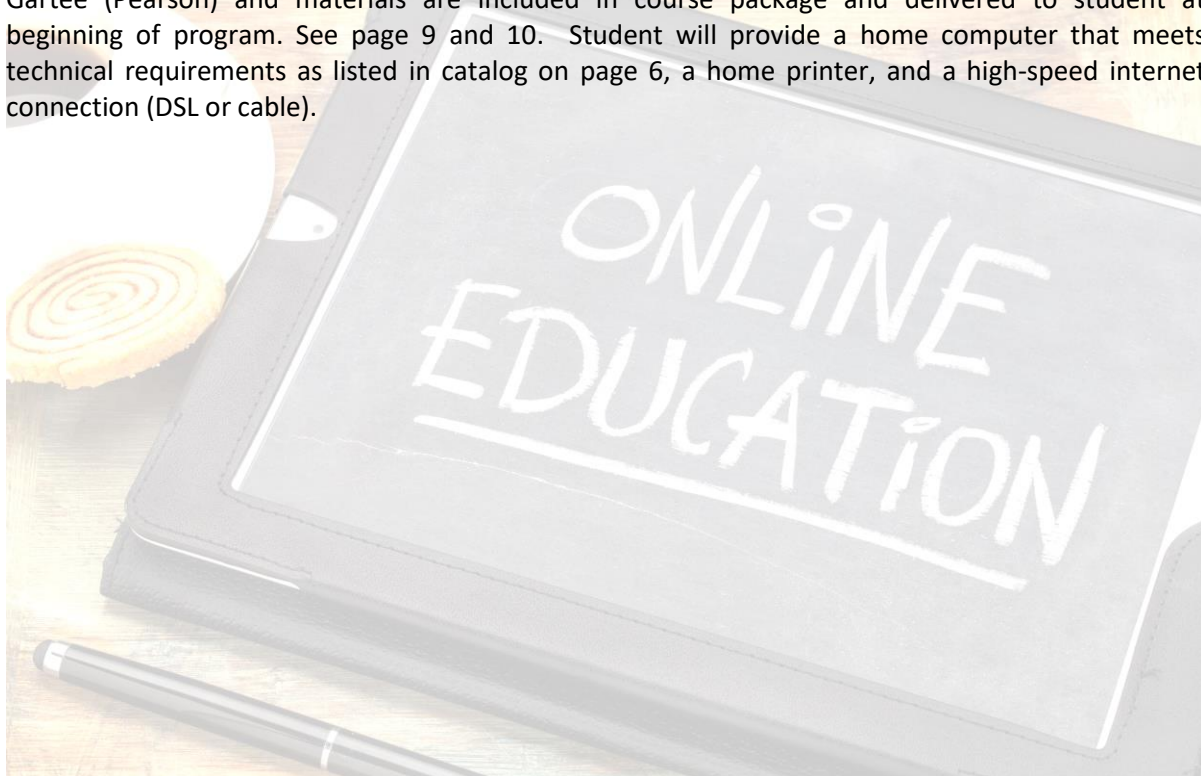 Gartee (Pearson) and materials are included in course package and delivered to student at
beginning of program. See page 9 and 10. Student will provide a home computer that meets
technical requirements as listed in catalog on page 6, a home printer, and a high-speed internet
connection (DSL or cable).
ONLINE
EDUCATION